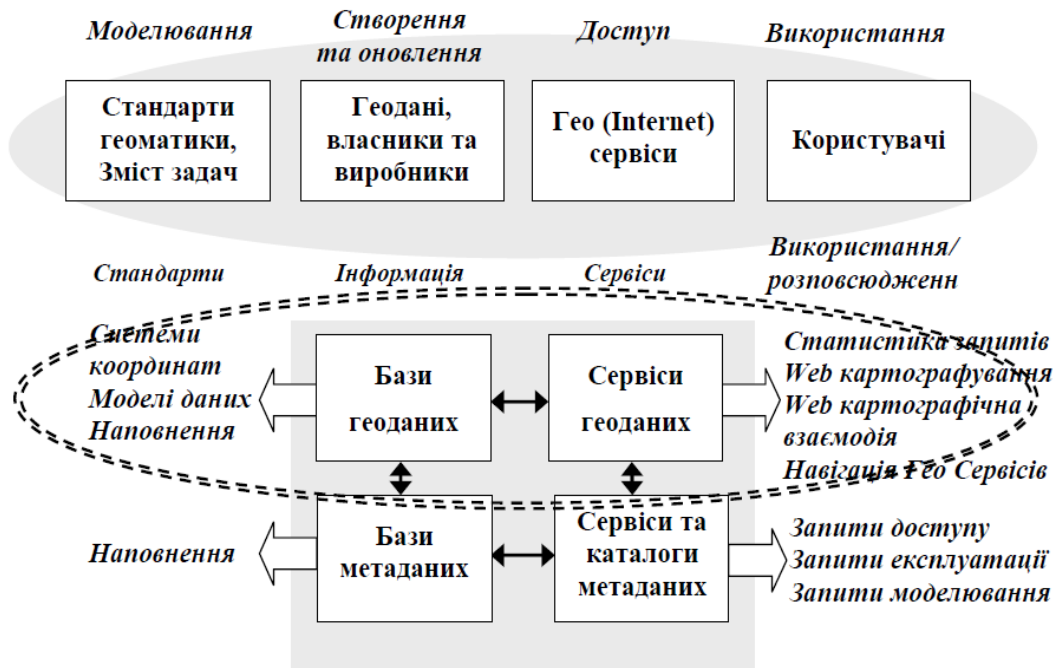 Моделювання
Створення
та оновлення
Доступ
Використання
Стандарти
геоматики,
Зміст задач
Геодані,
власники та
виробники
Гео (Internet)
сервіси
Користувачі
Стандарти
Інформація
Сервіси
Використання/
розповсюдженн
Системи
координат
Моделі даних
Наповнення
Бази
геоданих
Сервіси
геоданих
Статистика запитів
Web картографування
Web картографічна
взаємодія
Навігація Гео Сервісів
Наповнення
Бази
метаданих
Сервіси та
каталоги
метаданих
Запити доступу
Запити експлуатації
Запити моделювання